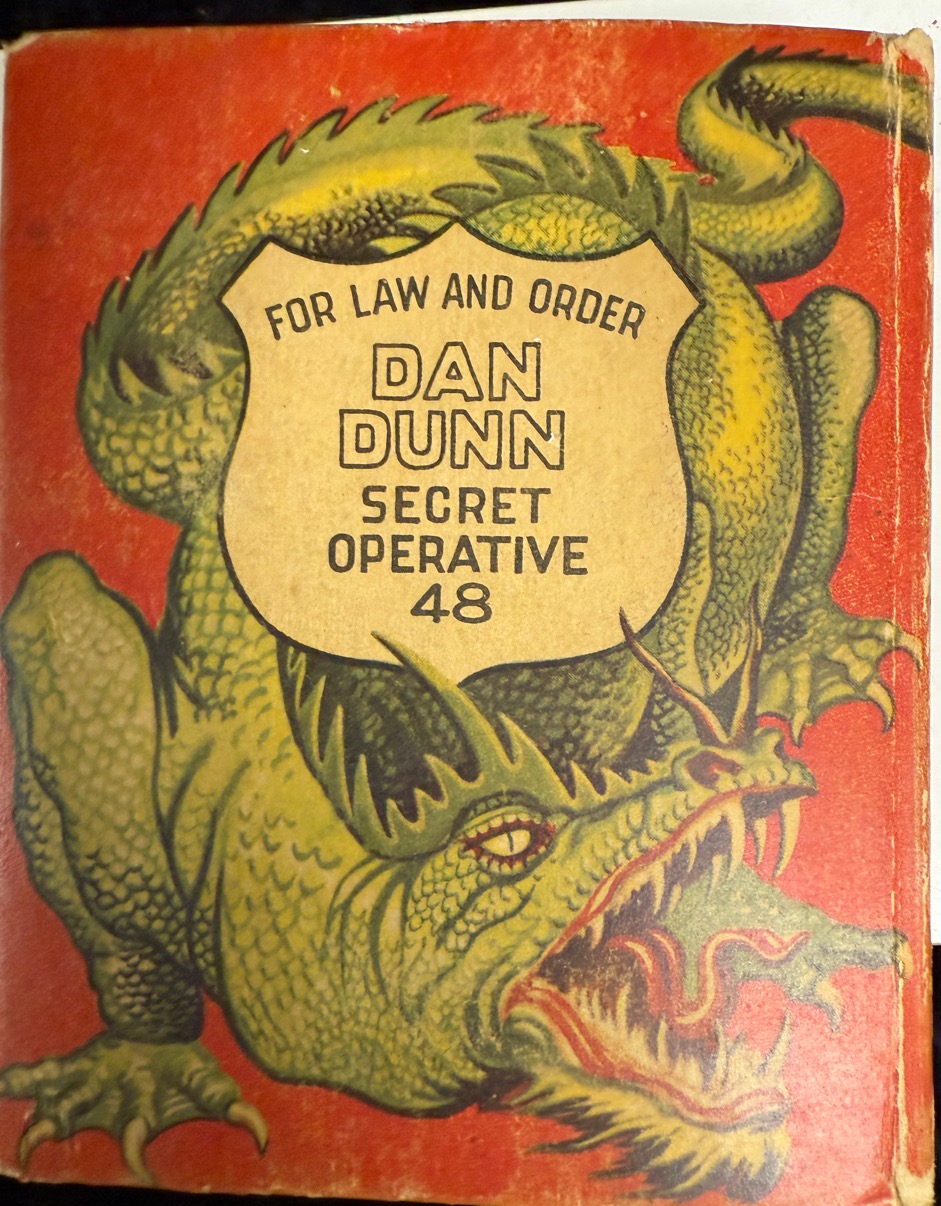 FOR LAW AND ORDER
DAN
DUNN
SECRET
OPERATIVE
48